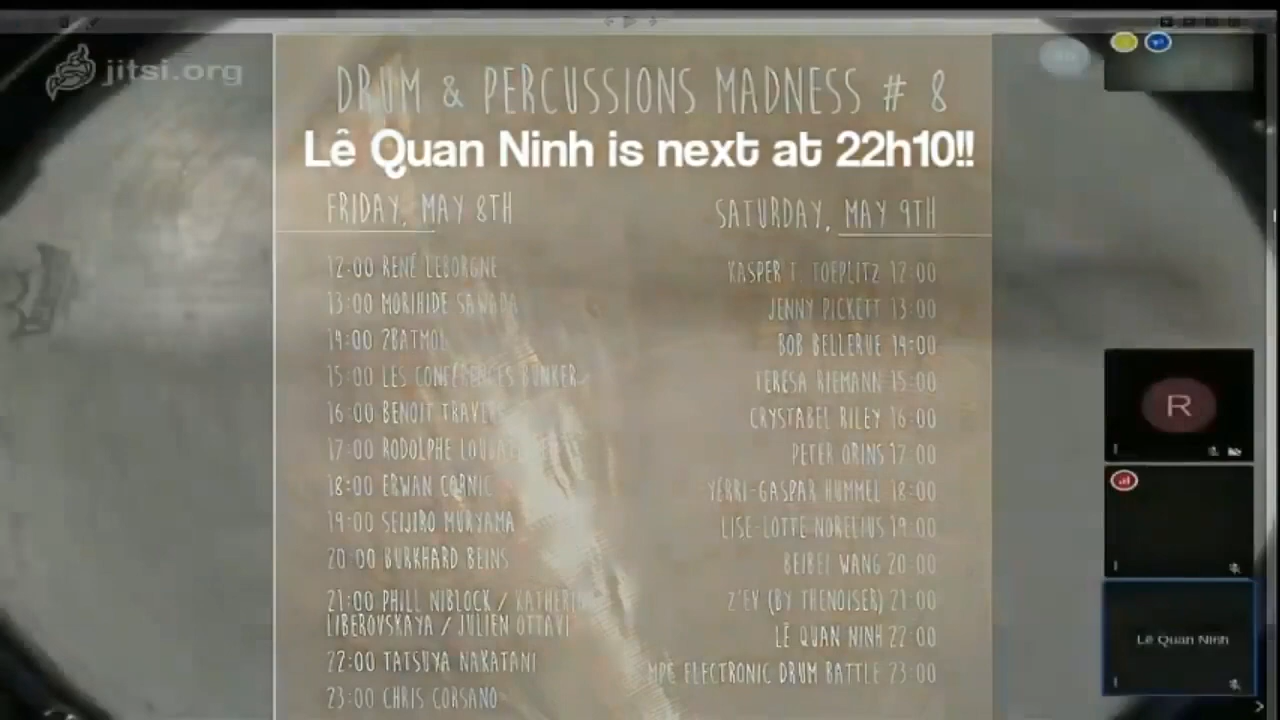 jitsi.org
DRUM & PERCUSSIONS MADNESS # 8
Lê Quan Ninh is next at 22h10!!
FRIDAY, MAY 8TH
12:00 RENÉ LEBORGNE
13:00 MORIHIDE SAWADA
14:00 2BATMOL
15:00 LES CONFÉRENCES BUNKER
16:00 BENOIT
17:00 RODOLPHE
18:00 ERWAN CORNIC
19:00 SEIJIRO MURYAMA
20:00 BURKHARD BEINS
21:00 PHILL NIBLOCK /
LIBEROVSKAYA / JULIEN OTTAVI
22:00 TATSUYA NAKATANI
23:00 CHRIS CORSANO
SATURDAY, MAY 9TH
KASPER T. TOEPLITZ 12:00
JENNY PICKETT 13:00
BOB BELLERUE 14:00
TERESA RIEMANN 15:00
CRYSTABEL RILEY 16:00
PETER ORINS 17:00
YÉRRI-GASPAR HUMMEL 18:00
LISE-LOTTE NORELIUS 19:00
BEIBEI WANG 20:00
Z'EV (BY THENOISER) 21:00
LÊ QUAN NINH 22:00
MPC ELECTRONIC DRUM BATTLE 23:00
R
Lê Quan Ninh